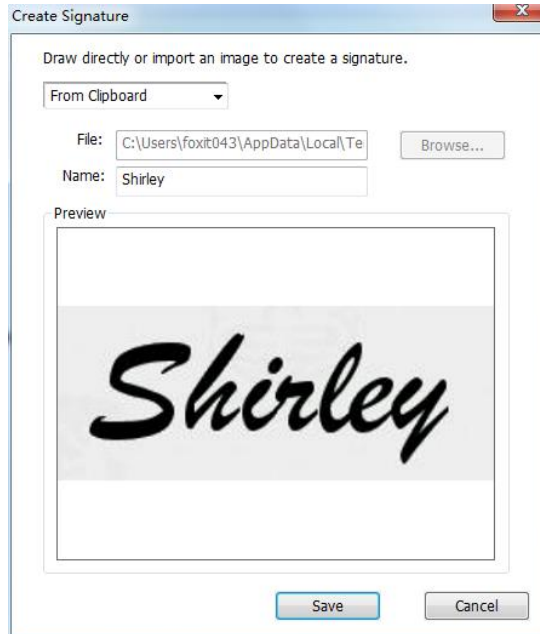 Create Signature
Draw directly or import an image to create a signature.
From Clipboard
File: C:\Users\foxit043\AppData\Local\Te Browse...
Name: Shirley
Preview
Shirley
Save Cancel